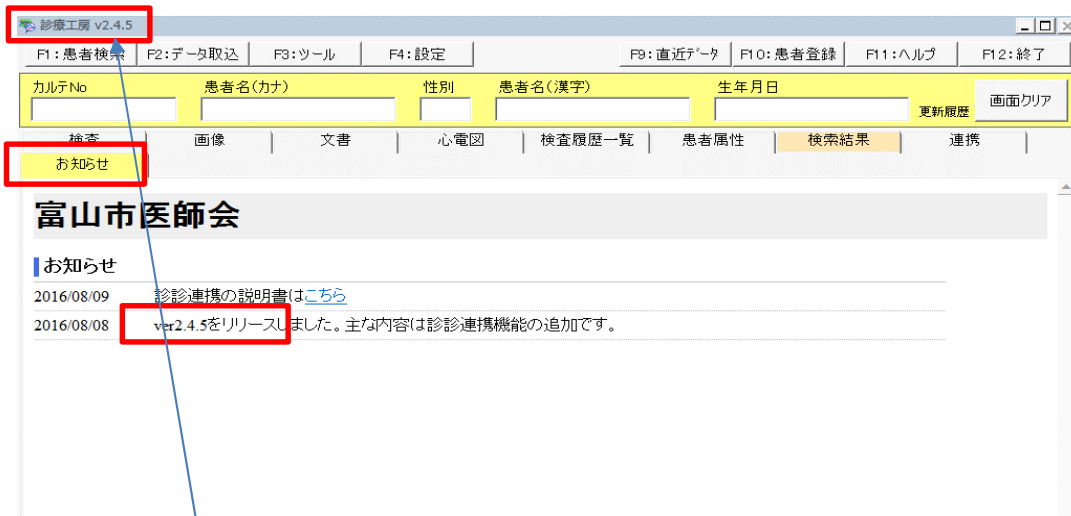 診療工房 v2.4.5
F1:患者検索 F2:データ取込 F3:ツール F4:設定 F9:直近データ F10:患者登録 F11:ヘルプ F12:終了
カルテNo 患者名(カナ) 性別 患者名(漢字) 生年月日 更新履歴 画面クリア
検査 画像 文書 心電図 検査履歴一覧 患者属性 検索結果 連携
お知らせ
富山市医師会
お知らせ
2016/08/09 診診連携の説明書はこちら
2016/08/08 ver2.4.5をリリースしました。主な内容は診診連携機能の追加です。